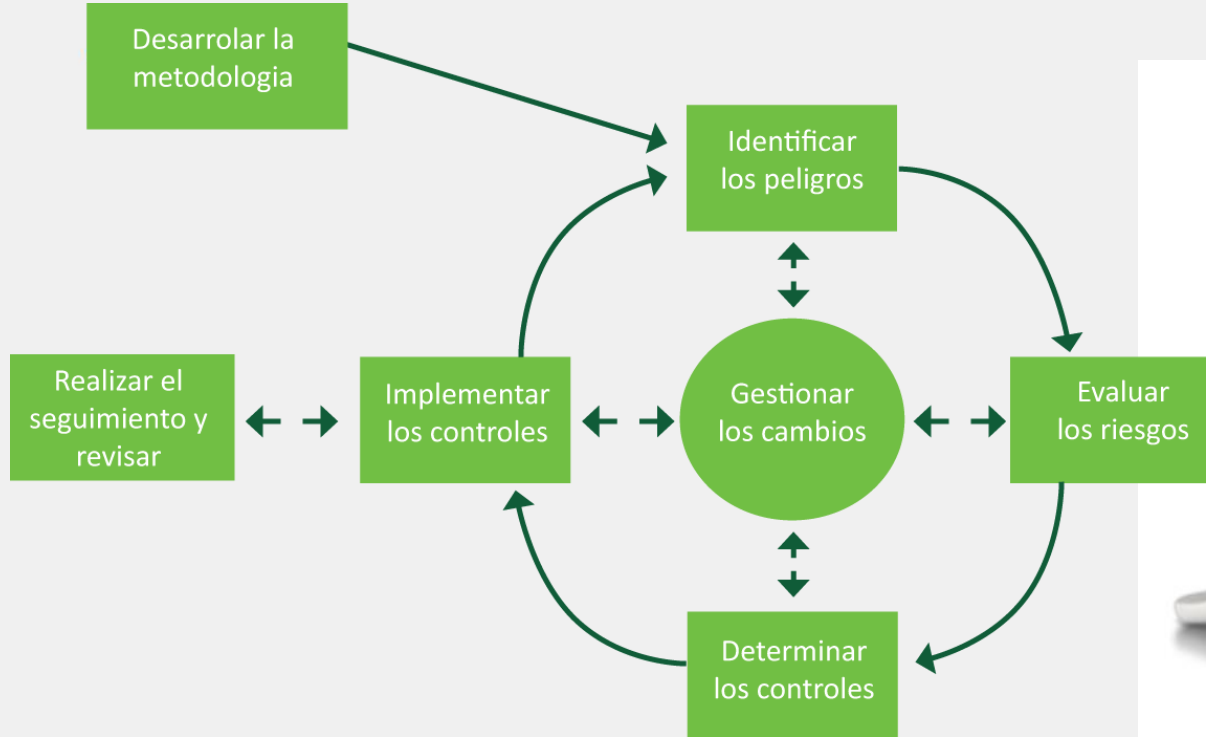 Desarrolar la
metodologia
Identificar
los peligros
Realizar el
seguimiento y
revisar
Implementar
los controles
Gestionar
los cambios
Evaluar
los riesgos
Determinar
los controles